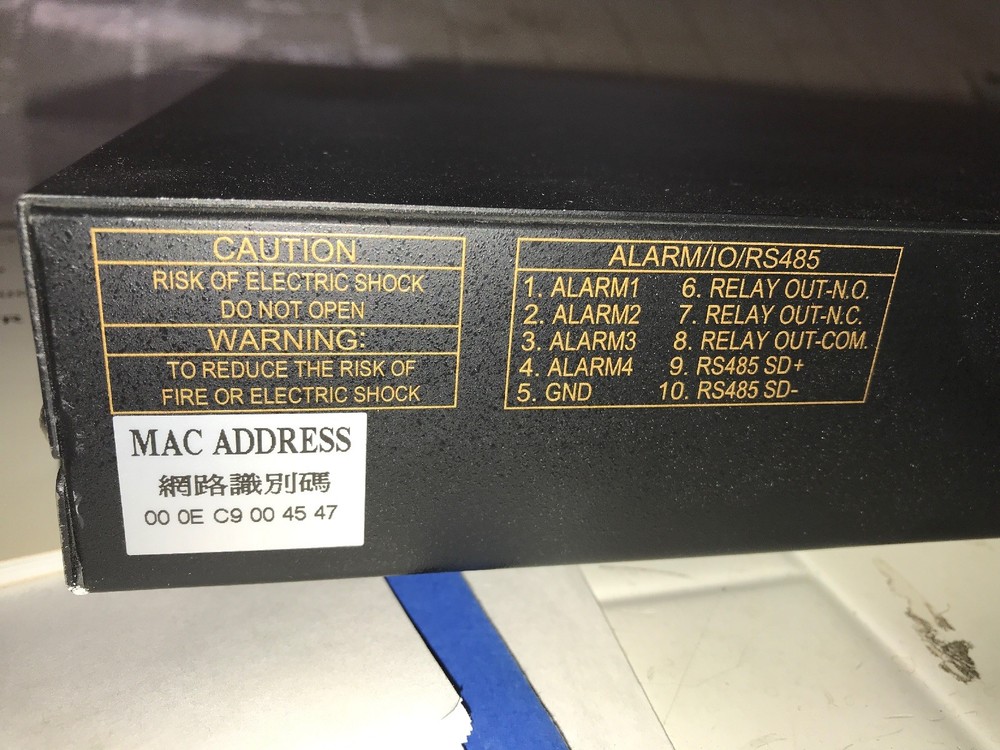 CAUTION
RISK OF ELECTRIC SHOCK
DO NOT OPEN
WARNING:
TO REDUCE THE RISK OF
FIRE OR ELECTRIC SHOCK
MAC ADDRESS
網路識別碼
00 0E C9 00 45 47
ALARM/IO/RS485
1. ALARM1 6. RELAY OUT-N.O.
2. ALARM2 7. RELAY OUT-N.C.
3. ALARM3 8. RELAY OUT-COM.
4. ALARM4 9. RS485 SD+
5. GND 10. RS485 SD-